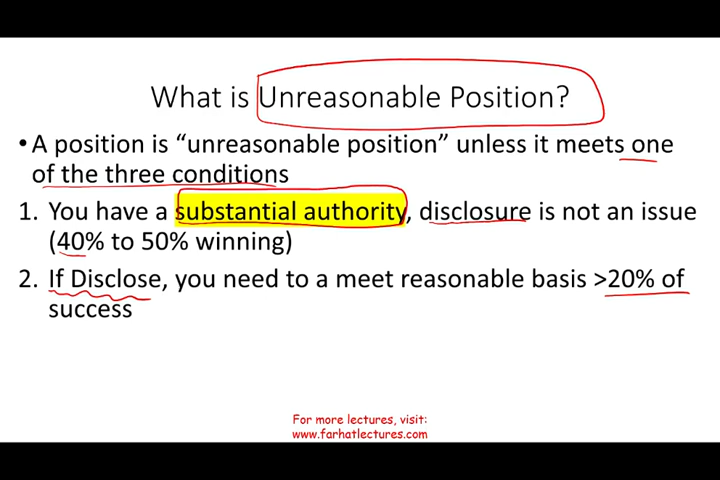 What is Unreasonable Position?
•A position is “unreasonable position” unless it meets one
of the three conditions
1. You have a substantial authority, disclosure is not an issue
(40% to 50% winning)
2. If Disclose, you need to a meet reasonable basis >20% of
success
For more lectures, visit:
www.farhatlectures.com